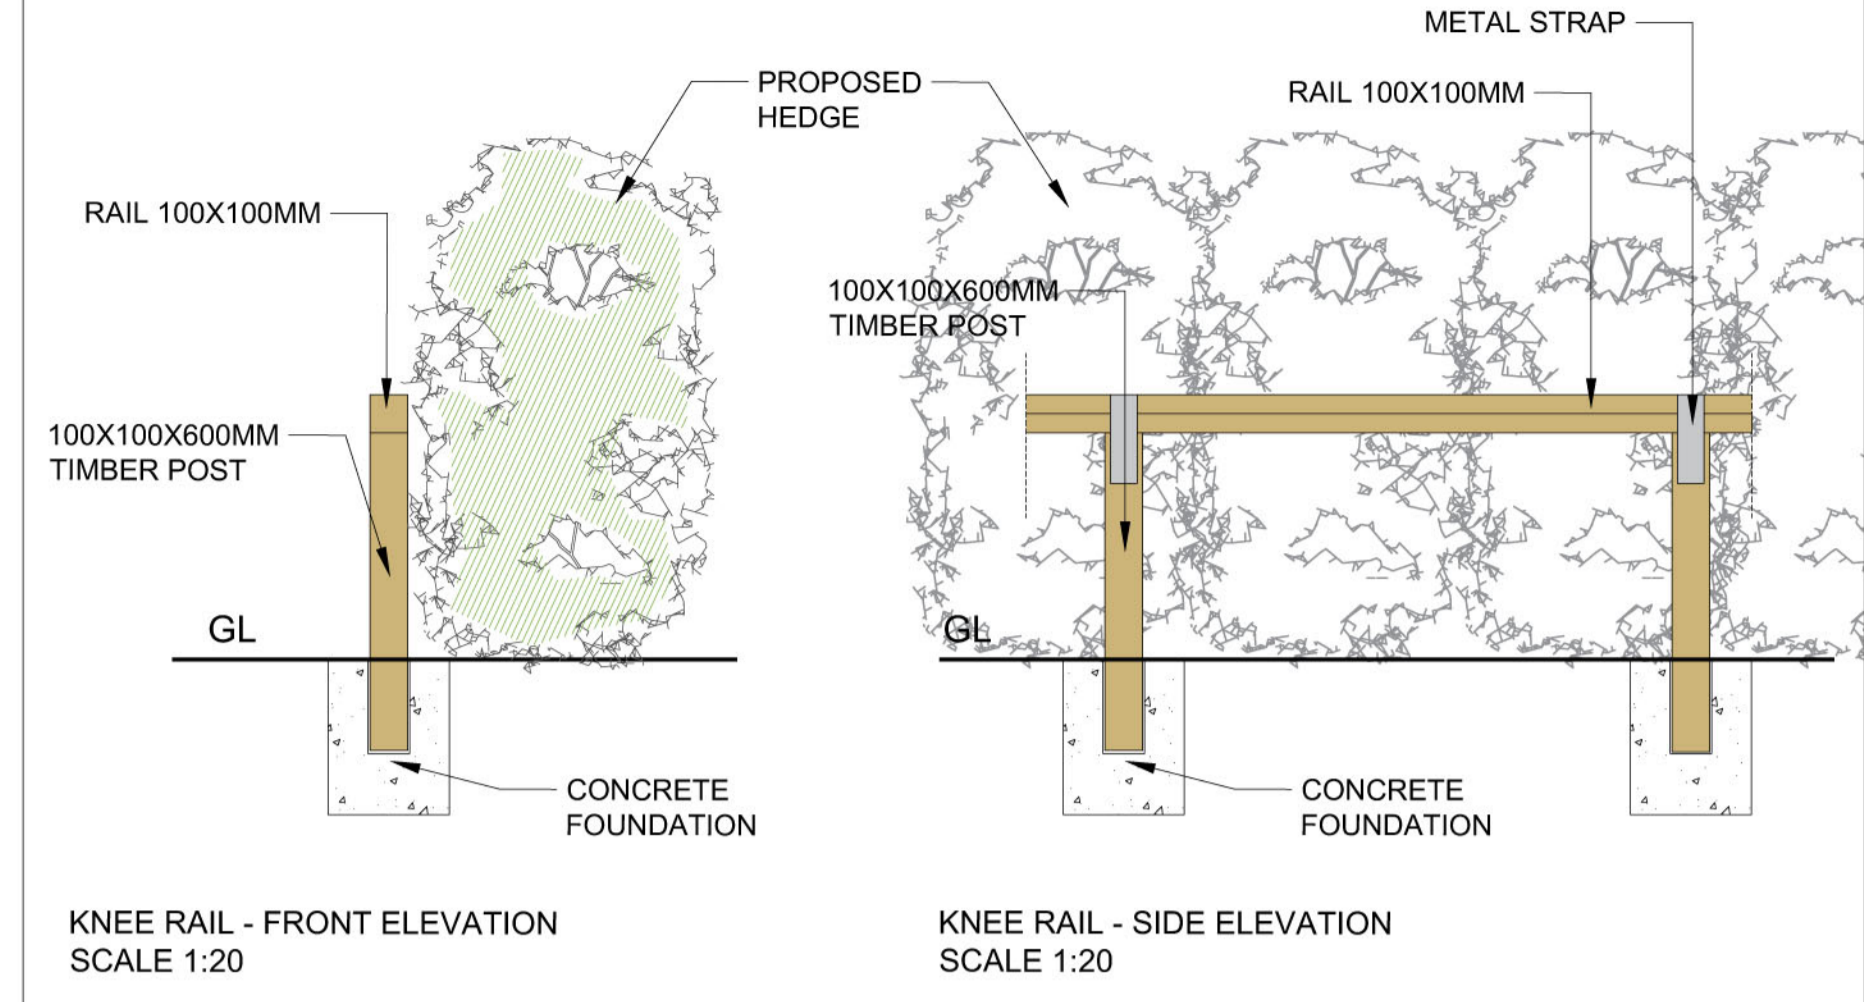 METAL STRAP
PROPOSED
HEDGE
RAIL 100X100MM
RAIL 100X100MM
100X100X600MM
TIMBER POST
100X100X600MM
TIMBER POST
GL
GL
CONCRETE
FOUNDATION
CONCRETE
FOUNDATION
KNEE RAIL - FRONT ELEVATION
SCALE 1:20
KNEE RAIL - SIDE ELEVATION
SCALE 1:20